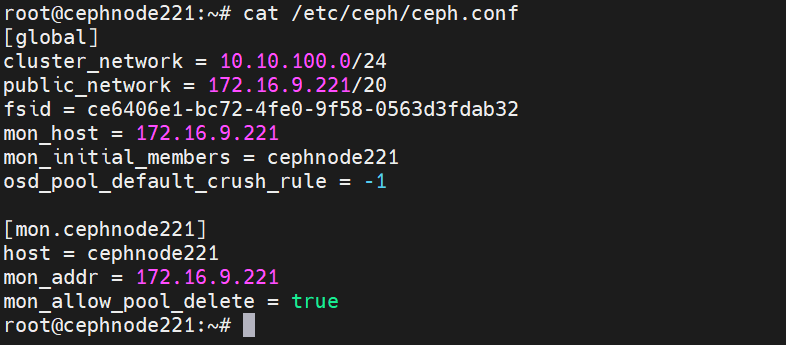 root@cephnode221:~# cat /etc/ceph/ceph.conf
[global]
cluster_network = 10.10.100.0/24
public_network = 172.16.9.221/20
fsid = ce6406e1-bc72-4fe0-9f58-0563d3fdab32
mon_host = 172.16.9.221
mon_initial_members = cephnode221
osd_pool_default_crush_rule = -1

[mon.cephnode221]
host = cephnode221
mon_addr = 172.16.9.221
mon_allow_pool_delete = true
root@cephnode221:~#